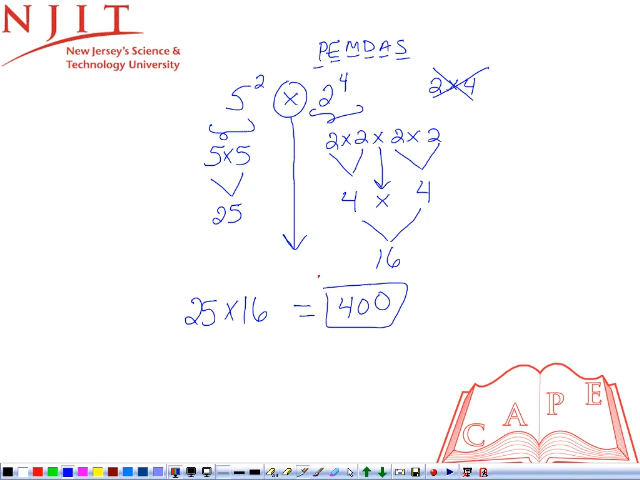 NJIT
New Jersey's Science &
Technology University
PEMDAS
5² × 2⁴
2×4
5×5
2×2×2×2
25
4 × 4
16
25×16 = 400
CAPE